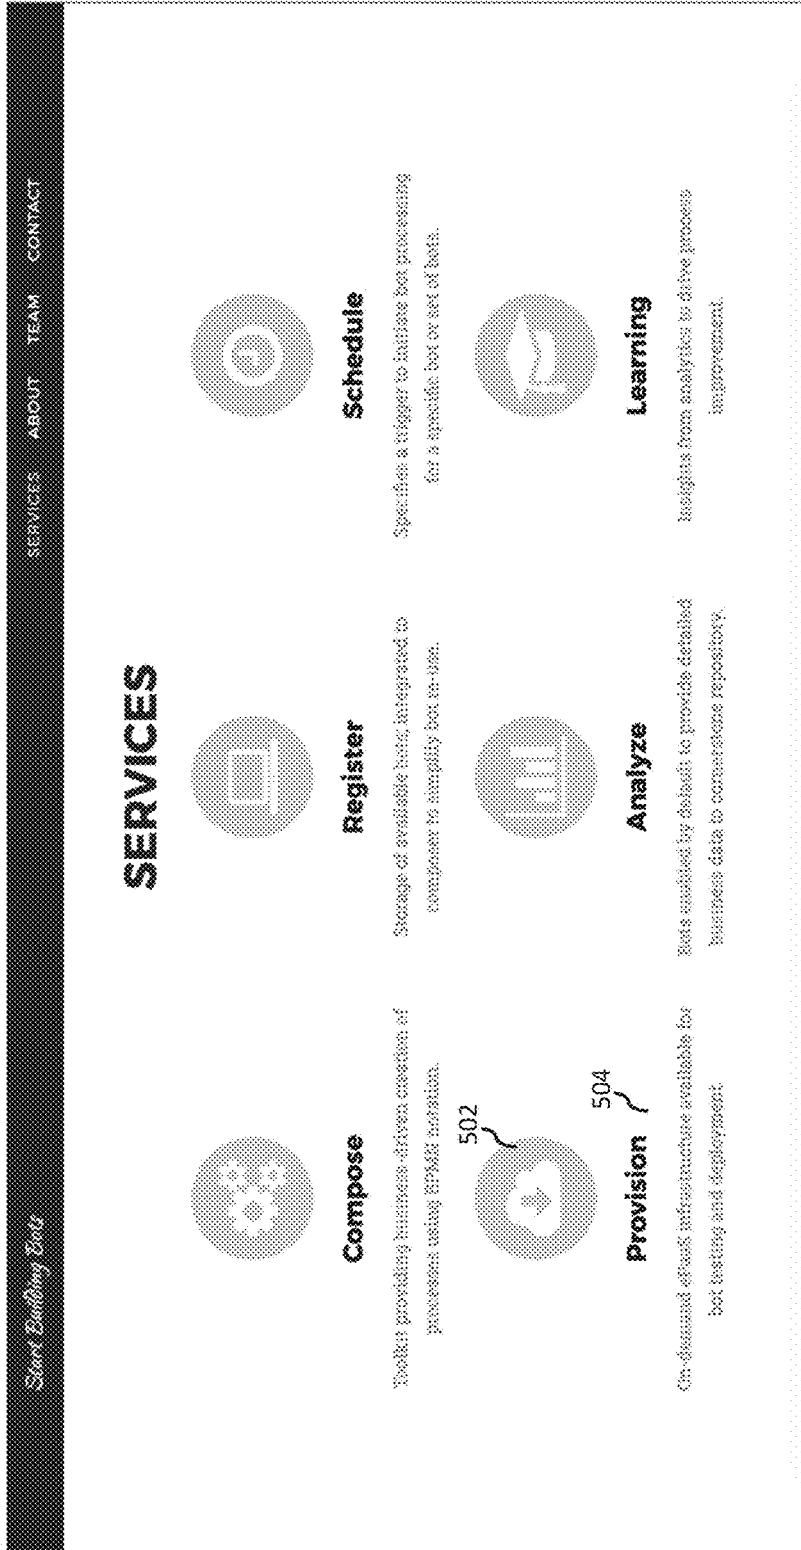 Start Building Bots
SERVICES ABOUT TEAM CONTACT
SERVICES
Compose
Toolkit providing business-driven creation of
processes using BPMN notation.
Register
Storage of available bots, integrated to
composer to simplify bot re-use.
Schedule
Specifies a trigger to initiate bot processing
for a specific bot or set of bots.
502
504
Provision
On-demand ePaaS infrastructure available for
bot testing and deployment
Analyze
Bots enabled by default to provide detailed
business data to cornerstone repository.
Learning
Insights from analytics to drive process
improvement.